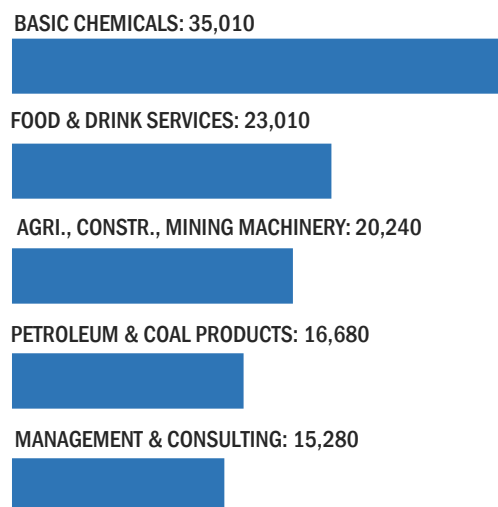 BASIC CHEMICALS: 35,010
FOOD & DRINK SERVICES: 23,010
AGRI., CONSTR., MINING MACHINERY: 20,240
PETROLEUM & COAL PRODUCTS: 16,680
MANAGEMENT & CONSULTING: 15,280